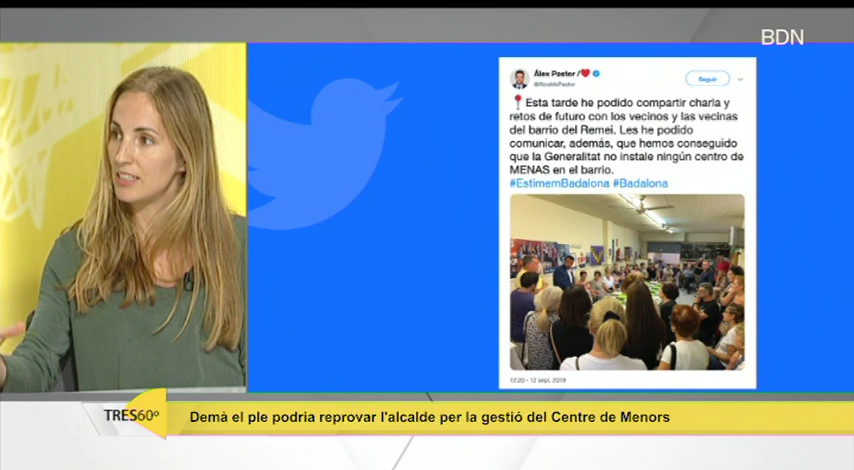 BDN
Álex Pastor /❤️
@AlcaldePastor
Seguir
📍Esta tarde he podido compartir charla y
retos de futuro con los vecinos y las vecinas
del barrio del Remei. Les he podido
comunicar, además, que hemos conseguido
que la Generalitat no instale ningún centro de
MENAS en el barrio.
#EstimemBadalona #Badalona
12:20 - 12 sept. 2019
TRES60º
Demà el ple podria reprovar l'alcalde per la gestió del Centre de Menors